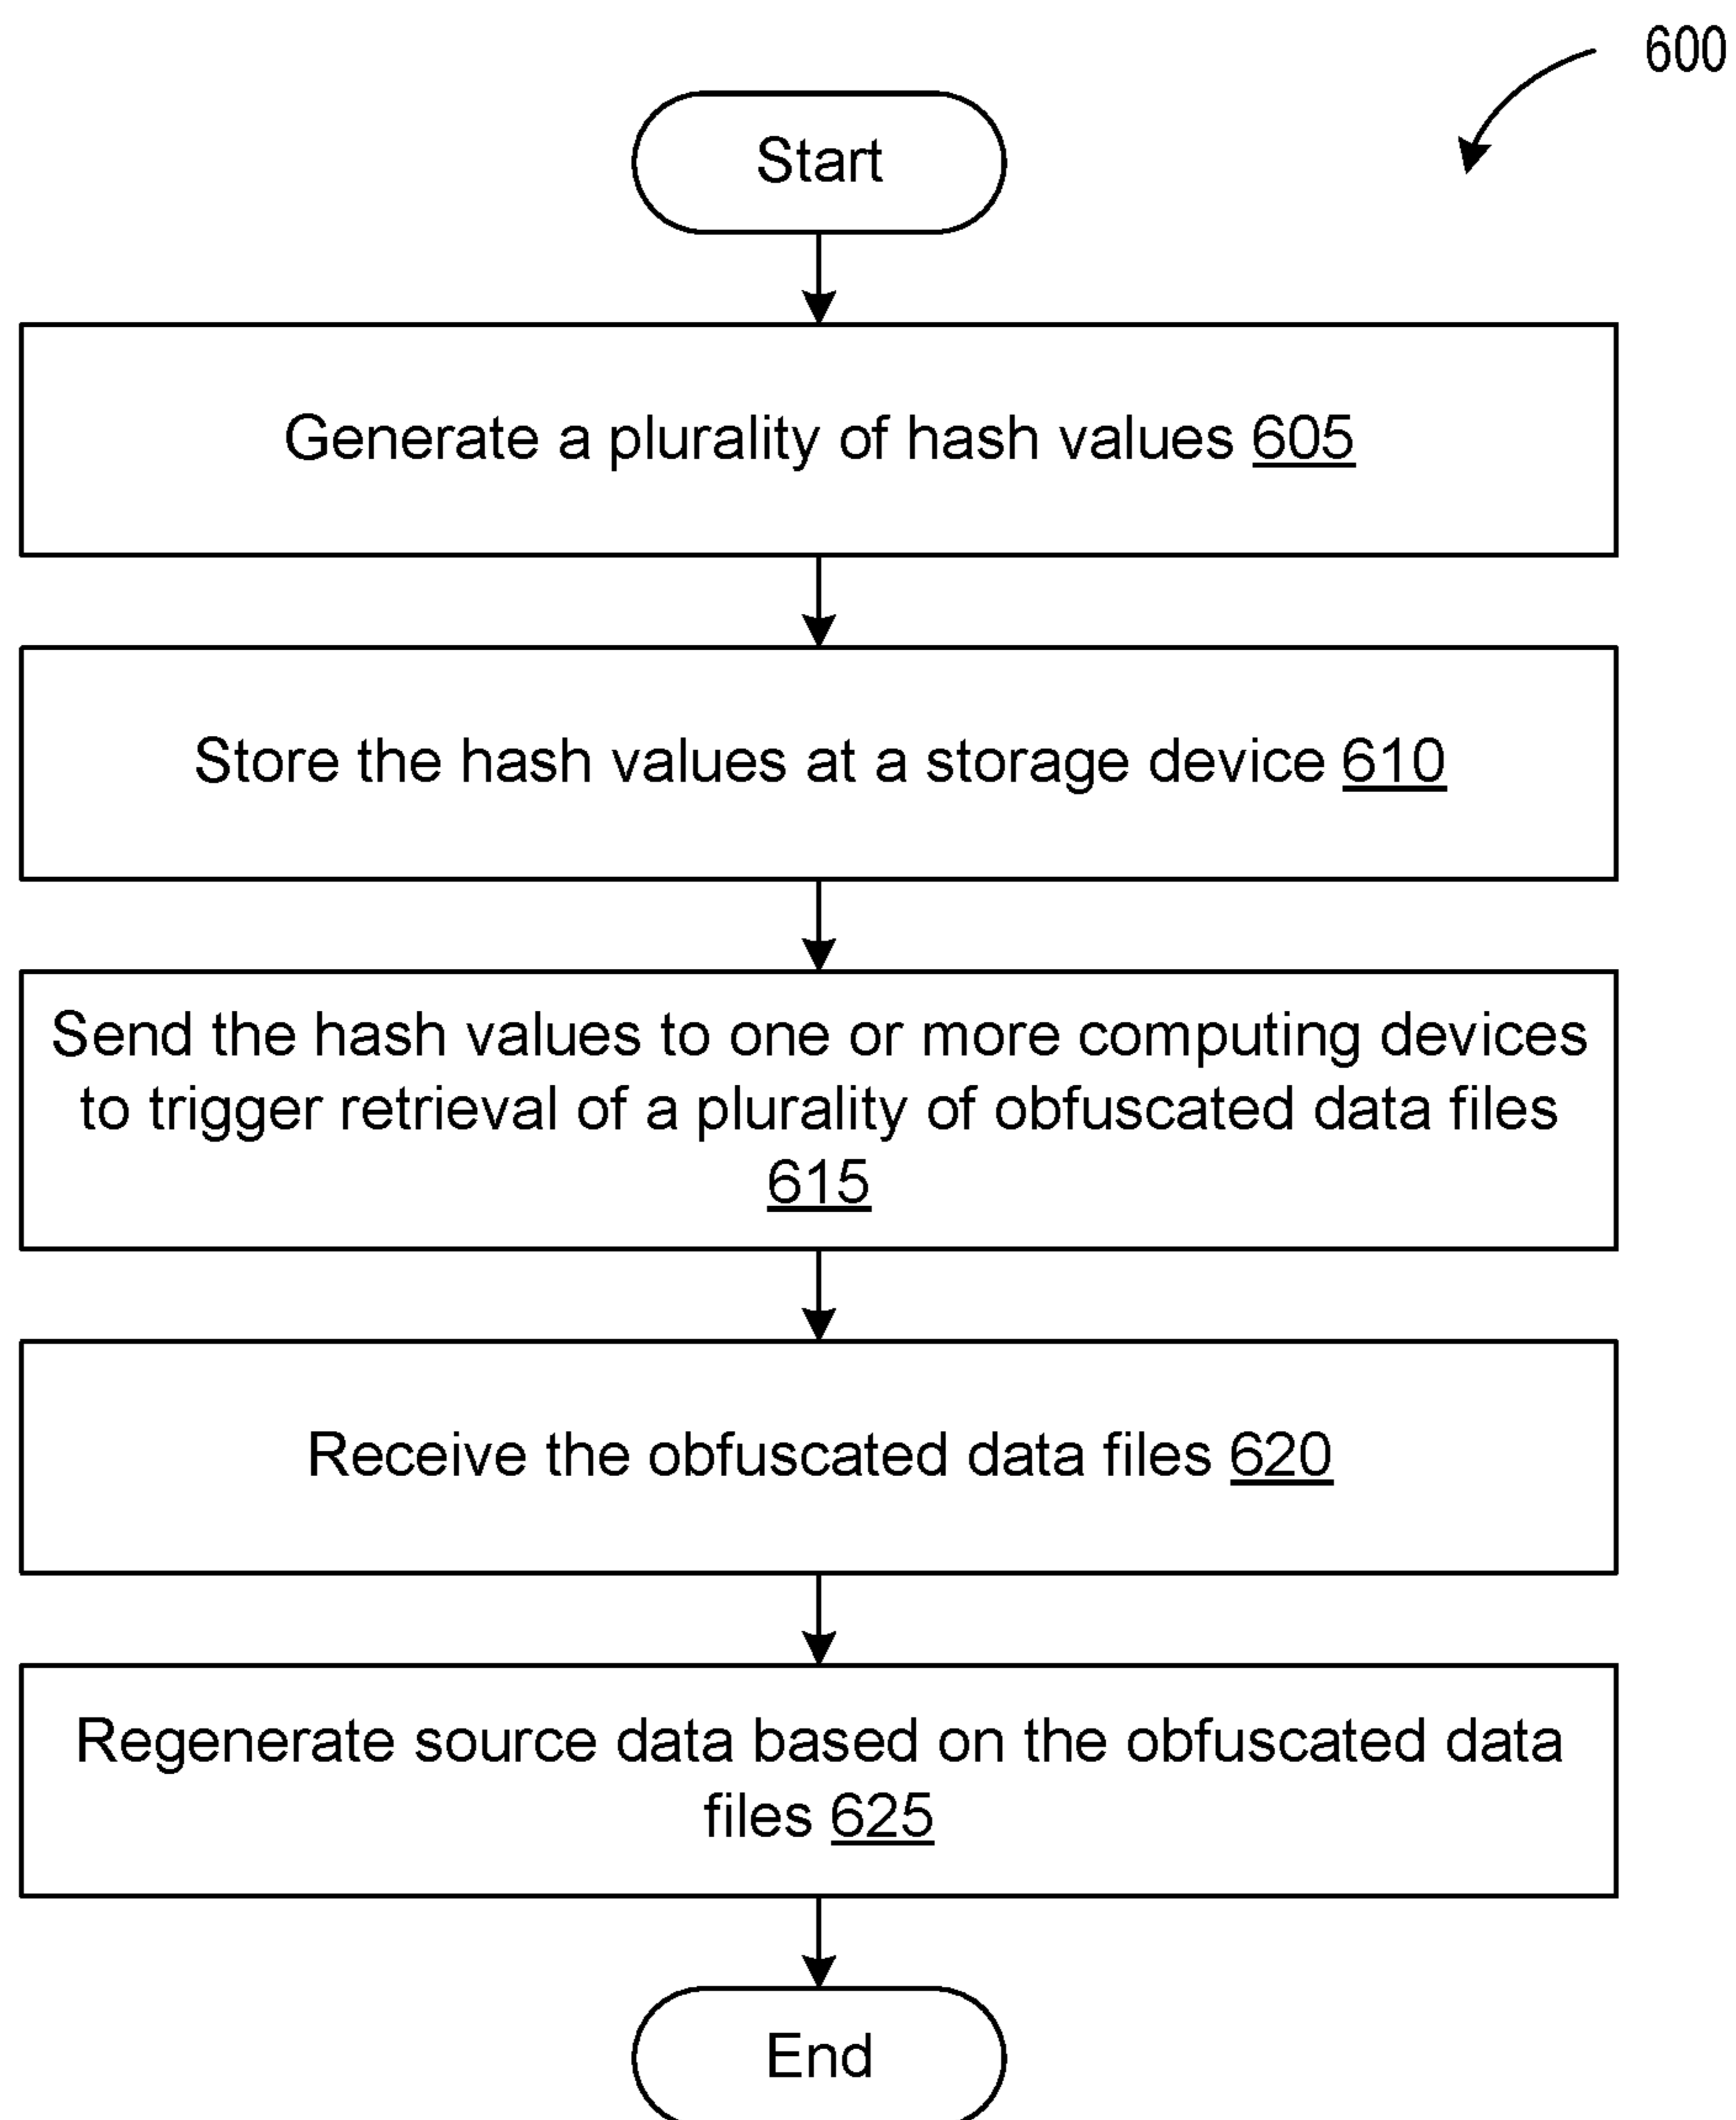 600
Start
Generate a plurality of hash values 605
Store the hash values at a storage device 610
Send the hash values to one or more computing devices
to trigger retrieval of a plurality of obfuscated data files
615
Receive the obfuscated data files 620
Regenerate source data based on the obfuscated data
files 625
End